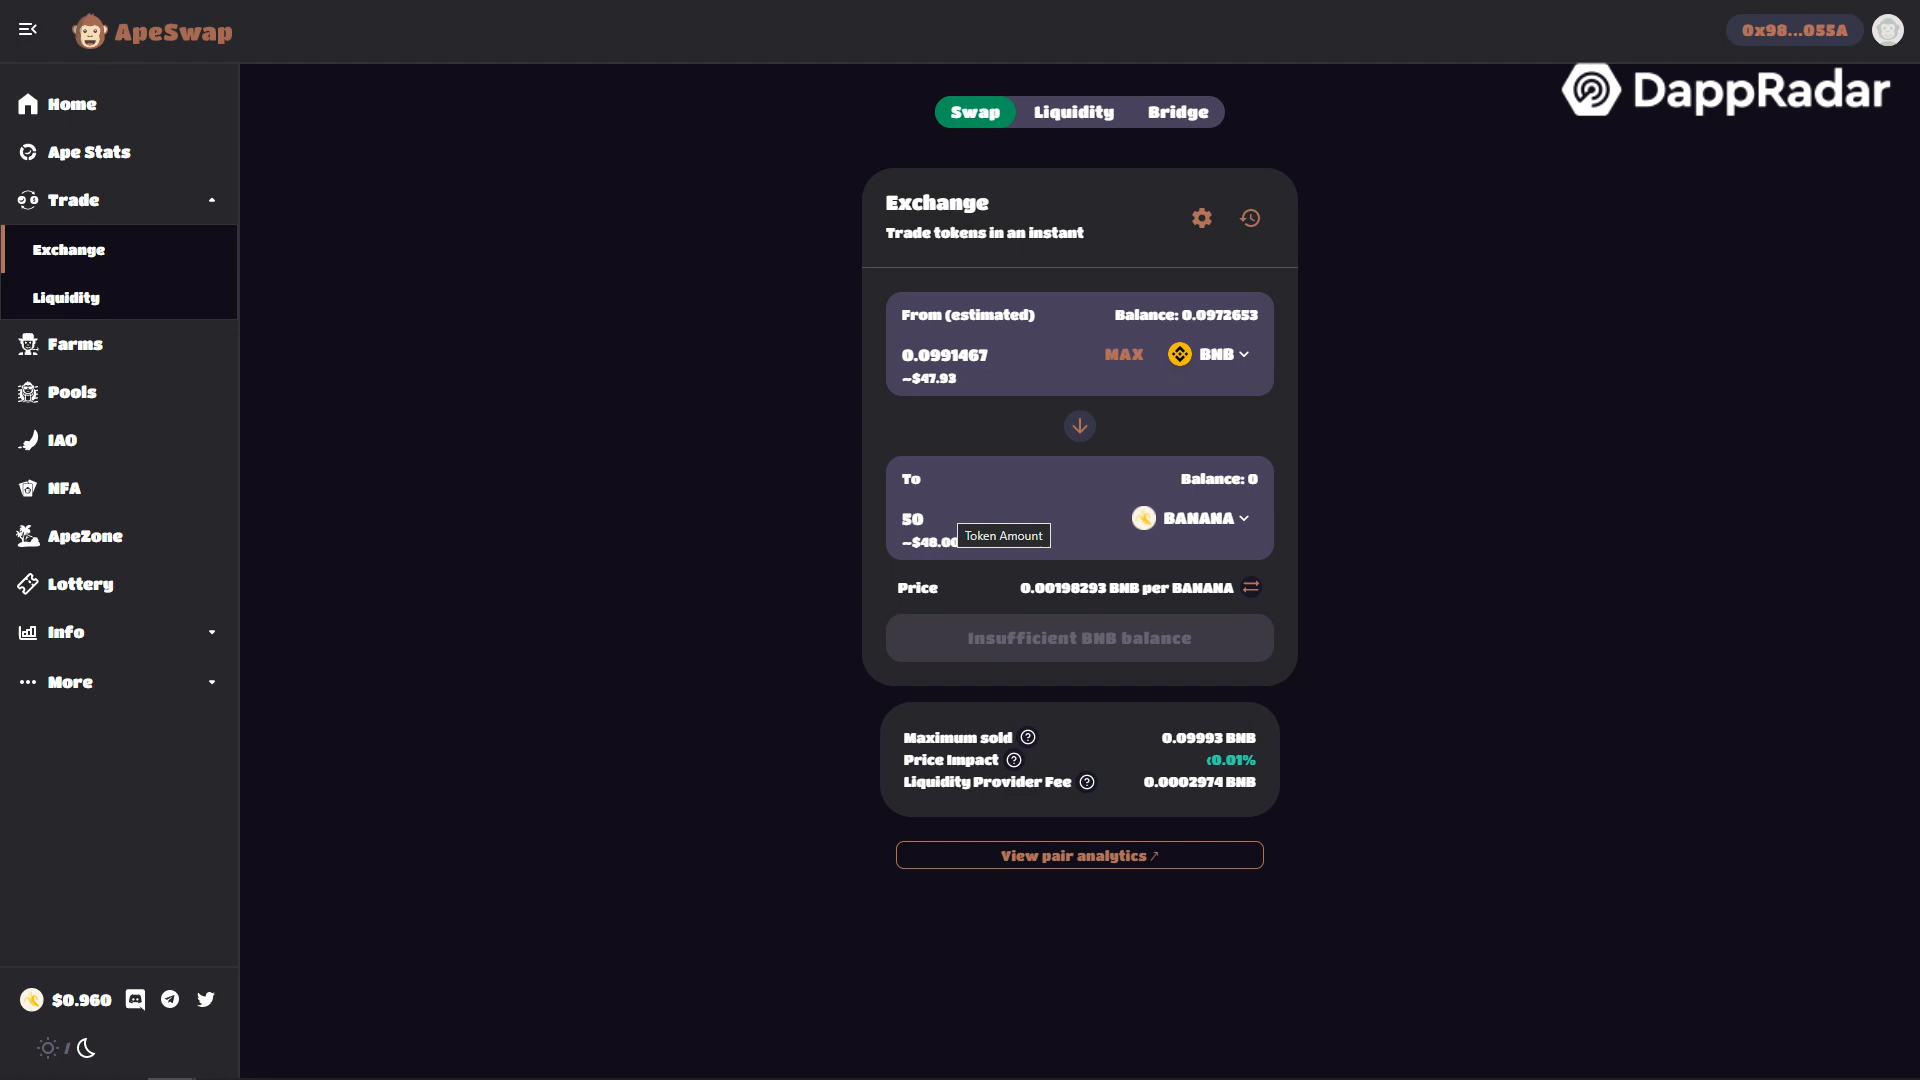 ApeSwap
0x98...055A
DappRadar
Home
Ape Stats
Trade
Exchange
Liquidity
Farms
Pools
IAO
NFA
ApeZone
Lottery
Info
More
$0.960
/
Swap Liquidity Bridge
Exchange
Trade tokens in an instant
From (estimated) Balance: 0.0972653
0.0991467 MAX BNB
~$47.93
To Balance: 0
50 BANANA
~$48.00
Token Amount
Price 0.00198293 BNB per BANANA
Insufficient BNB balance
Maximum sold ? 0.09993 BNB
Price Impact ? <0.01%
Liquidity Provider Fee ? 0.0002974 BNB
View pair analytics ↗